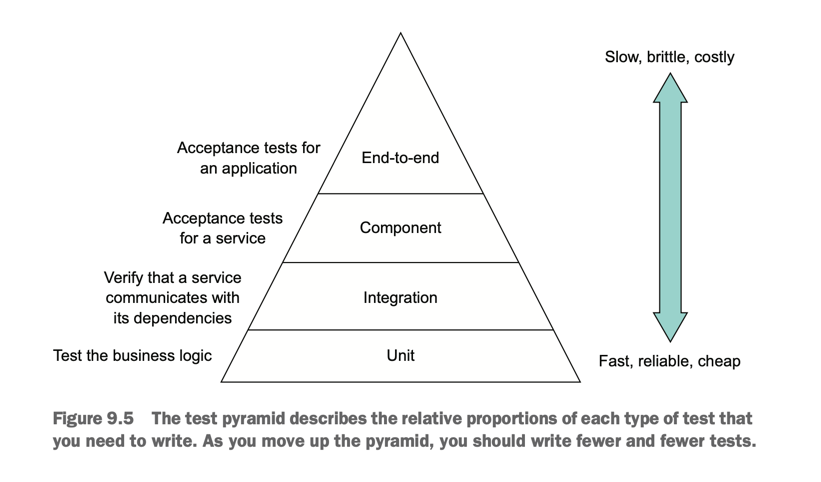 Slow, brittle, costly
Acceptance tests for
an application
End-to-end
Acceptance tests
for a service
Component
Verify that a service
communicates with
its dependencies
Integration
Test the business logic
Unit
Fast, reliable, cheap
Figure 9.5 The test pyramid describes the relative proportions of each type of test that
you need to write. As you move up the pyramid, you should write fewer and fewer tests.